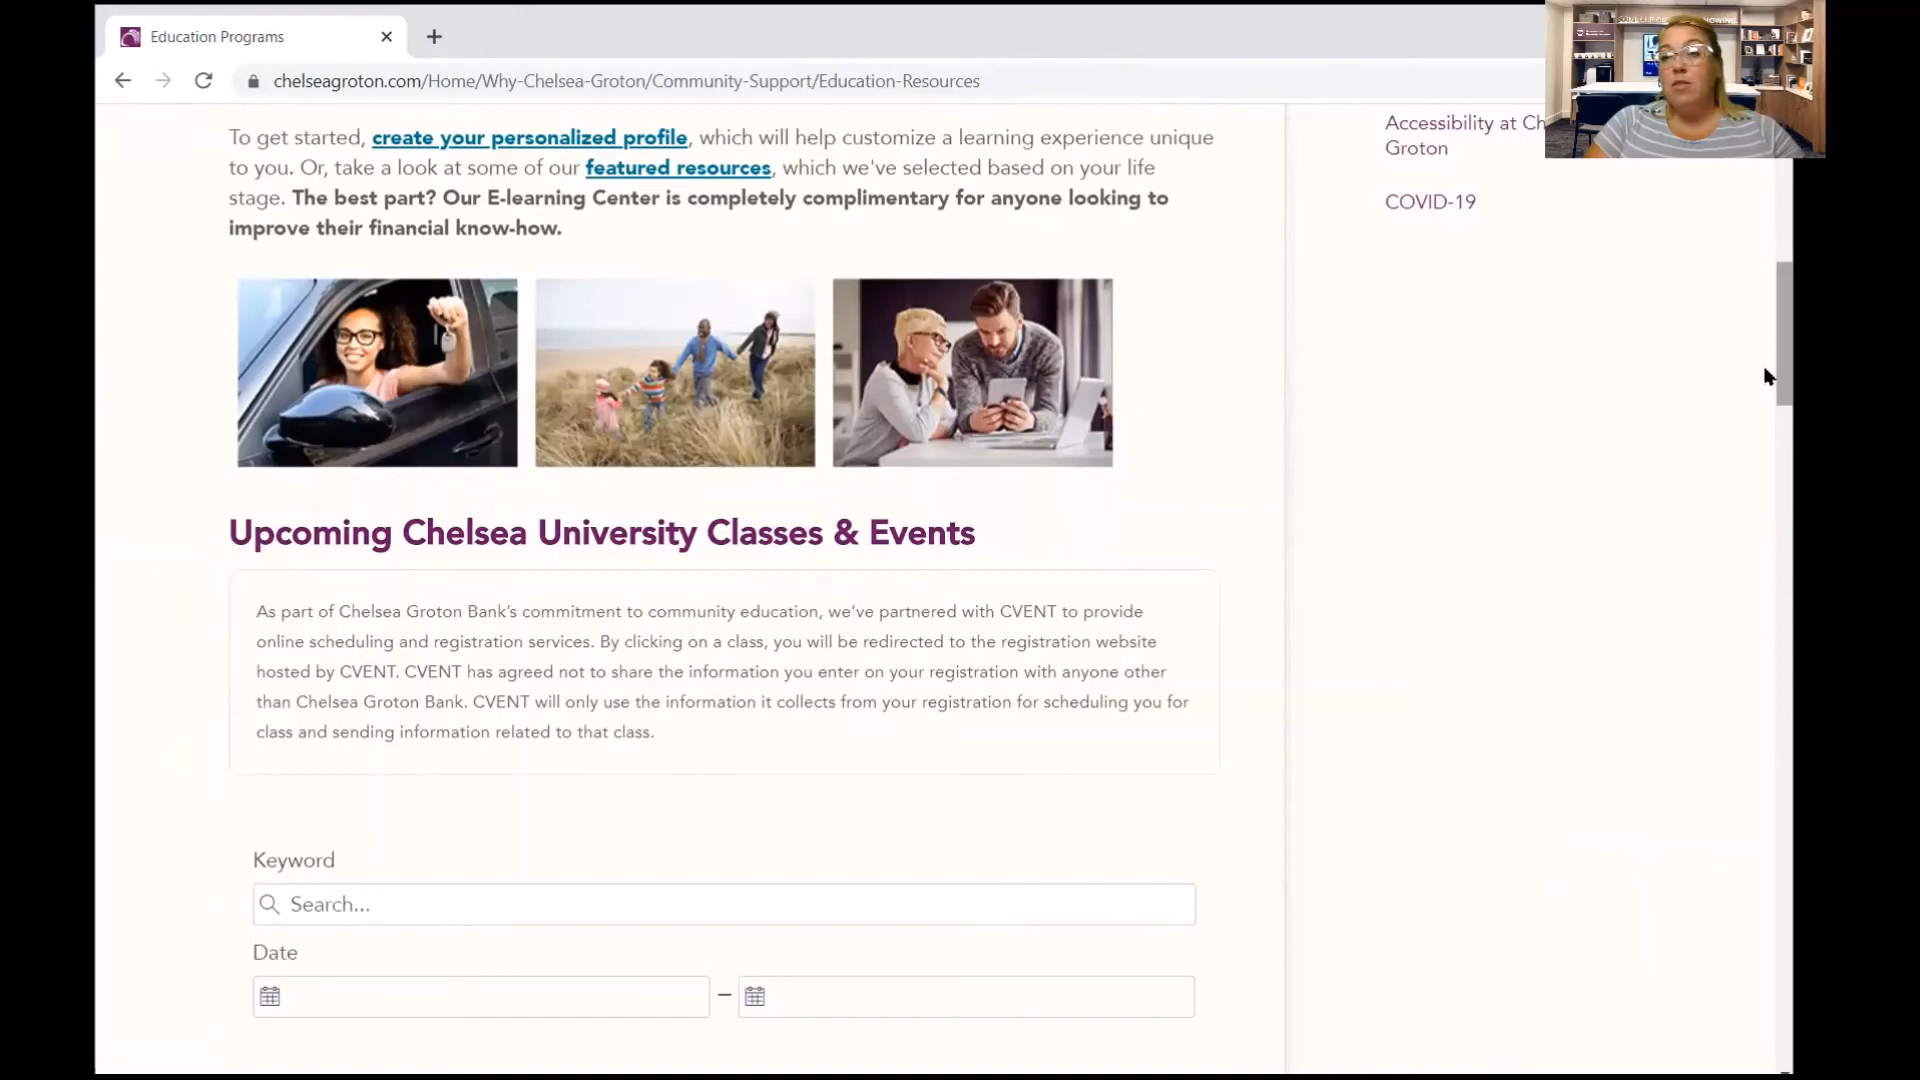 Education Programs
chelseagroton.com/Home/Why-Chelsea-Groton/Community-Support/Education-Resources
To get started, create your personalized profile, which will help customize a learning experience unique
to you. Or, take a look at some of our featured resources, which we've selected based on your life
stage. The best part? Our E-learning Center is completely complimentary for anyone looking to
improve their financial know-how.
Accessibility at Ch
Groton
COVID-19
Upcoming Chelsea University Classes & Events
As part of Chelsea Groton Bank's commitment to community education, we've partnered with CVENT to provide
online scheduling and registration services. By clicking on a class, you will be redirected to the registration website
hosted by CVENT. CVENT has agreed not to share the information you enter on your registration with anyone other
than Chelsea Groton Bank. CVENT will only use the information it collects from your registration for scheduling you for
class and sending information related to that class.
Keyword
Search...
Date
–